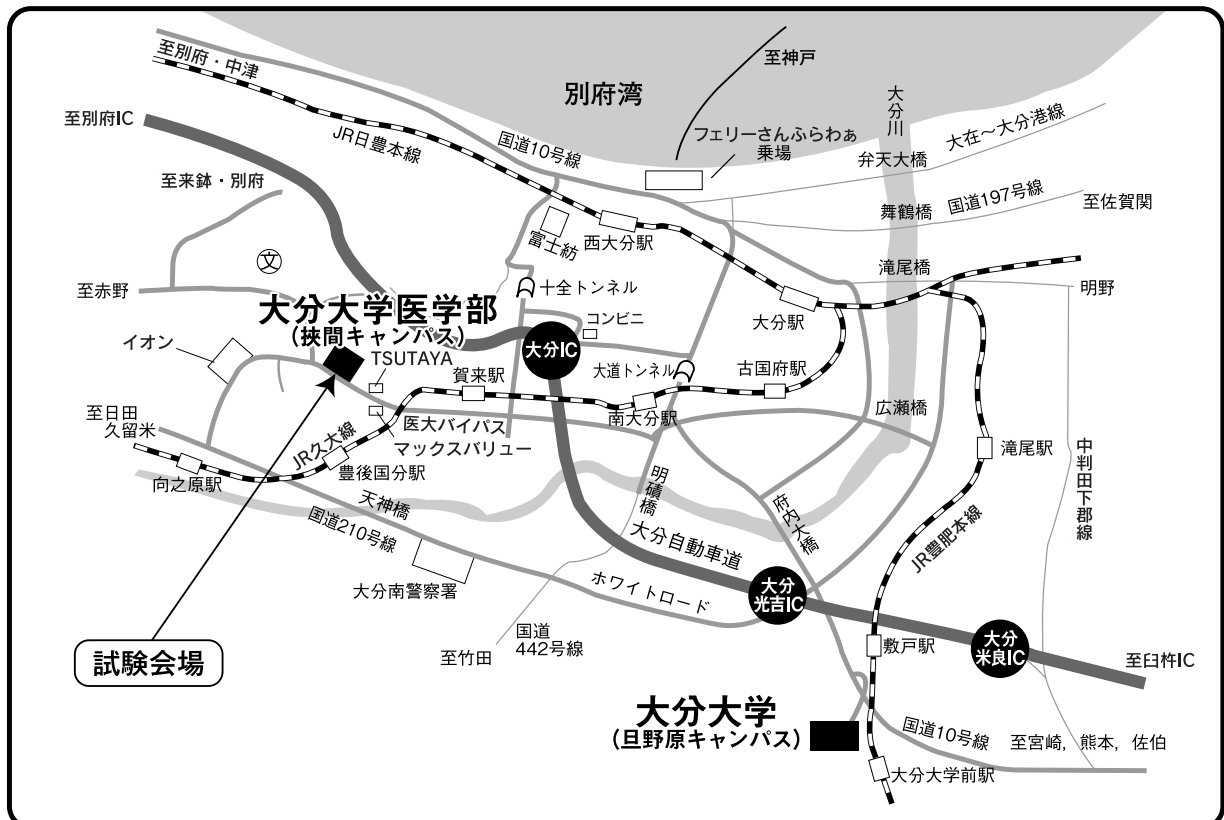 至別府・中津
至神戸
別府湾
大分川
至別府IC
JR日豊本線
国道10号線
フェリーさんふらわぁ
乗場
大在～大分港線
弁天大橋
至来鉢・別府
国道197号線
至佐賀関
舞鶴橋
富士紡
西大分駅
文
滝尾橋
至赤野
十全トンネル
明野
大分大学医学部
(挾間キャンパス)
大分駅
コンビニ
イオン
大分IC
TSUTAYA
賀来駅
大道トンネル
古国府駅
至日田
久留米
南大分駅
広瀬橋
医大バイパス
マックスバリュー
JR久大線
豊後国分駅
向之原駅
滝尾駅
中判田下郡線
明磧橋
天神橋
国道210号線
府内大橋
大分自動車道
JR豊肥本線
大分南警察署
ホワイトロード
大分
光吉IC
国道
442号線
至竹田
試験会場
敷戸駅
大分
米良IC
至臼杵IC
大分大学
(旦野原キャンパス)
国道10号線
至宮崎，熊本，佐伯
大分大学前駅